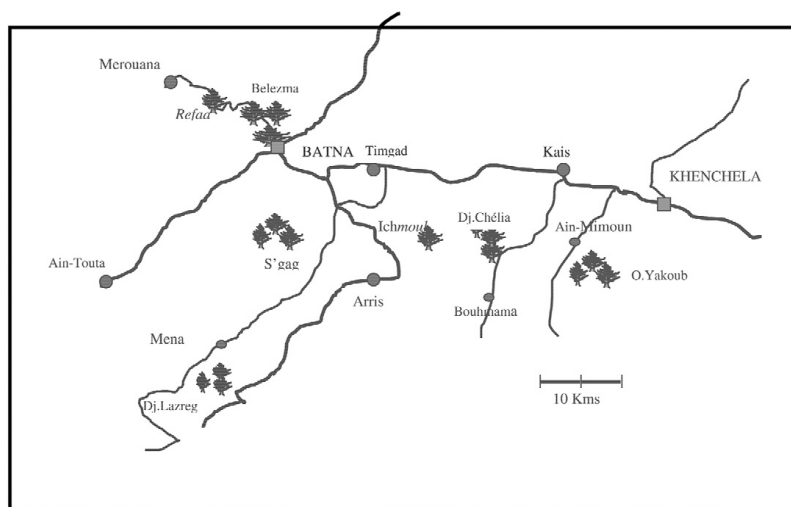 Merouana
Belezma
Refaa
BATNA
Timgad
Kais
KHENCHELA
Ichmoul
Dj.Chélia
Ain-Mimoun
Ain-Touta
S'gag
O.Yakoub
Arris
Bouhmama
Mena
Dj.Lazreg
10 Kms